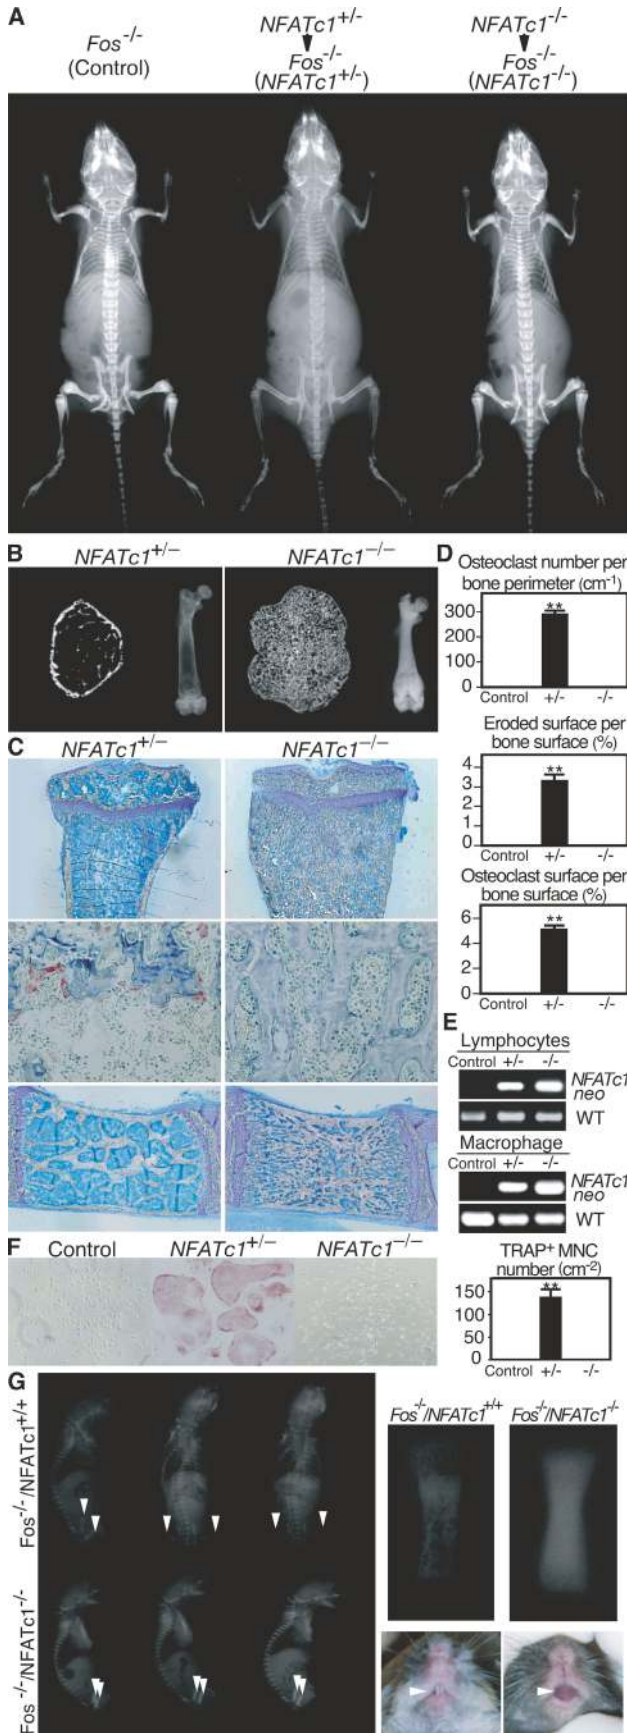 A
Fos-/-
(Control)
NFATc1+/-
Fos-/-
(NFATc1+/-)
NFATc1-/-
Fos-/-
(NFATc1-/-)
B
NFATc1+/–
NFATc1–/–
C
NFATc1+/–
NFATc1–/–
D
Osteoclast number per
bone perimeter (cm-1)
300
200
100
0
**
Control +/- -/-
Eroded surface per
bone surface (%)
4
3
2
1
0
**
Control +/- -/-
Osteoclast surface per
bone surface (%)
6
4
2
0
**
Control +/- -/-
E
Lymphocytes
Control +/- -/-
NFATc1
neo
WT
Macrophage
Control +/- -/-
NFATc1
neo
WT
F
Control
NFATc1+/–
NFATc1–/–
TRAP+ MNC
number (cm-2)
150
100
50
0
**
Control +/- -/-
G
Fos-/-/NFATc1+/+
Fos-/-/NFATc1-/-
Fos-/-/NFATc1+/+
Fos-/-/NFATc1-/-